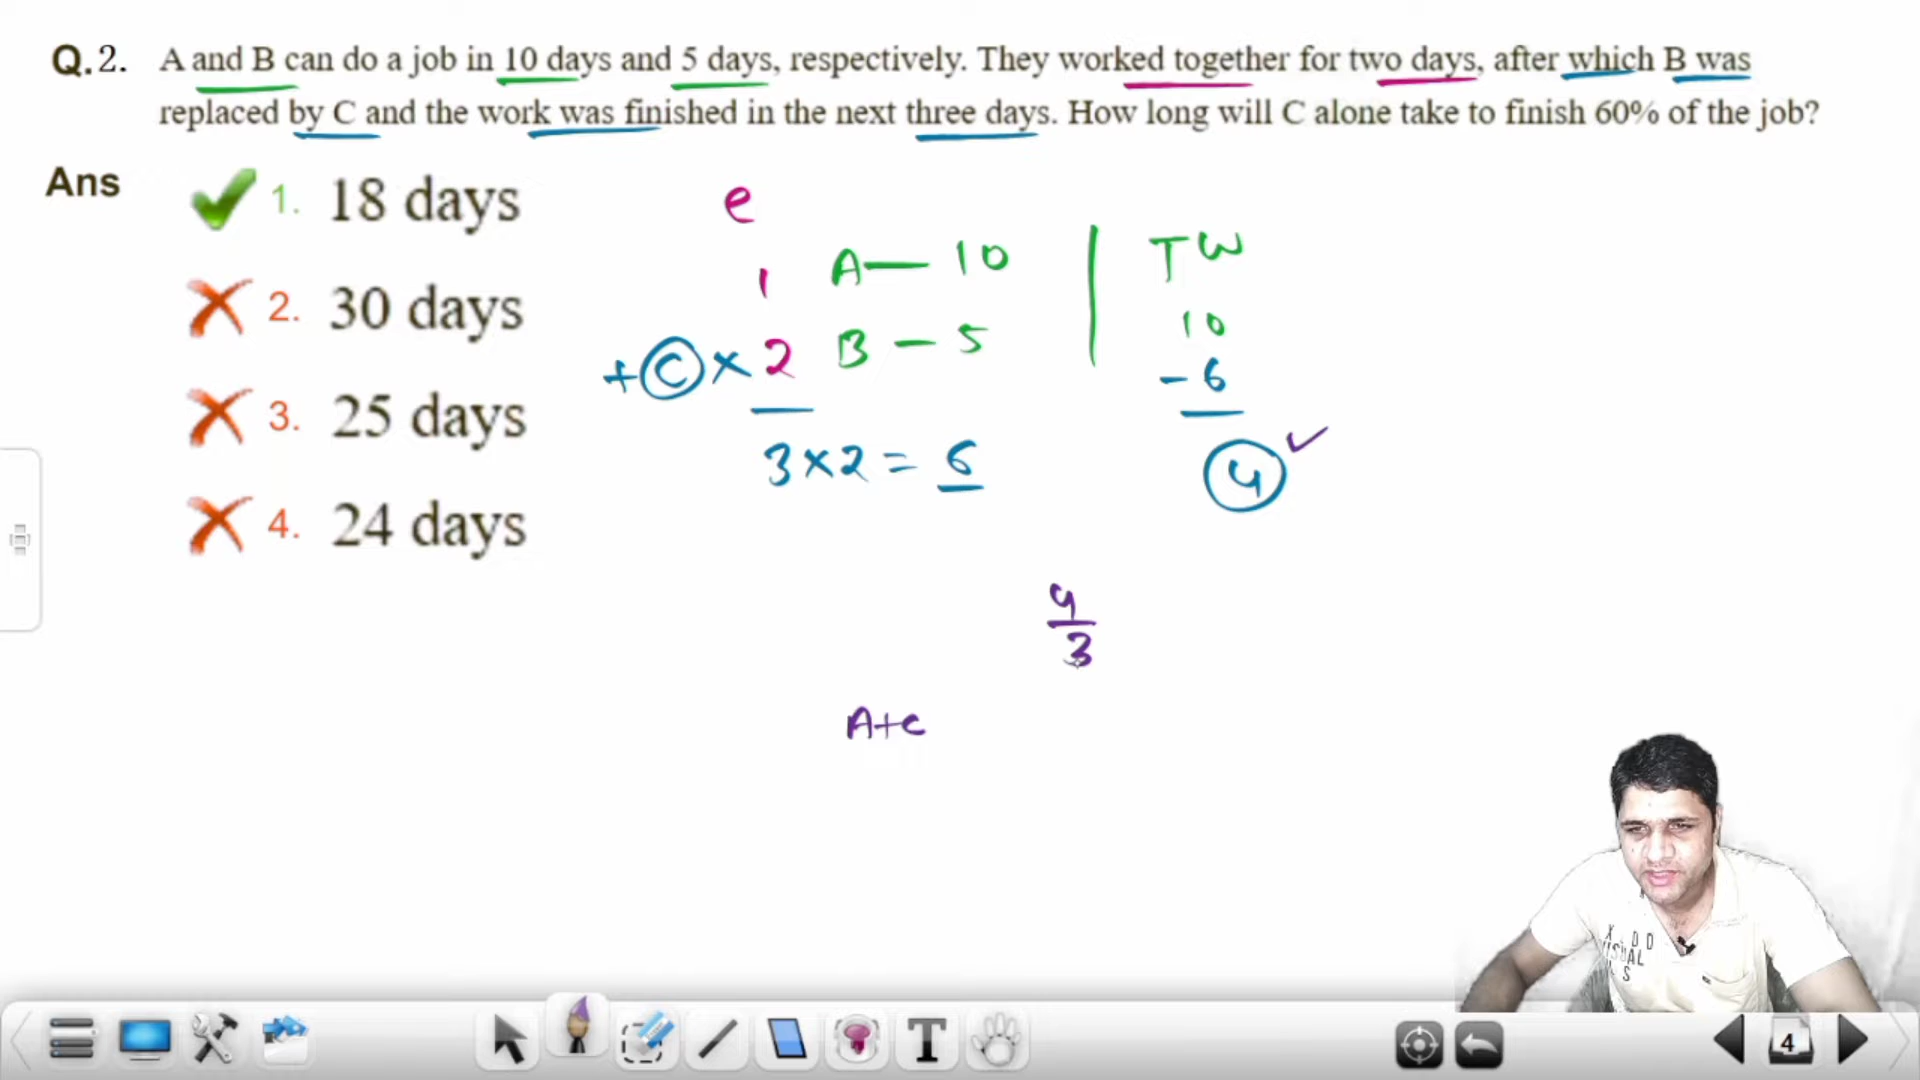 Q.2. A and B can do a job in 10 days and 5 days, respectively. They worked together for two days, after which B was
replaced by C and the work was finished in the next three days. How long will C alone take to finish 60% of the job?
Ans
1. 18 days
2. 30 days
3. 25 days
4. 24 days
e
1 A — 10
+ C × 2 B — 5
3 × 2 = 6
TW
10
- 6
4
4
3
A+C
T
4